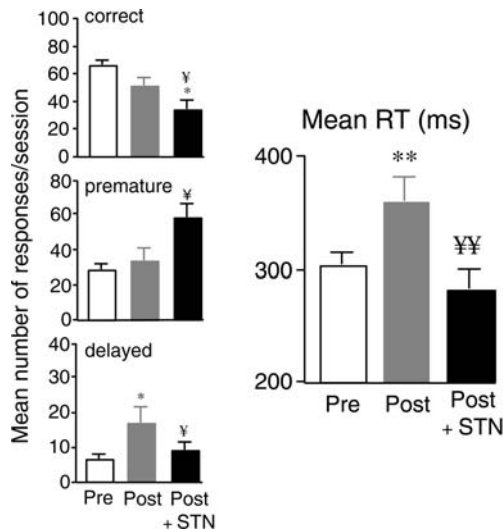 Mean number of responses/session
correct
100
80
60
40
20
0
¥
*
premature
80
60
40
20
0
¥
delayed
40
30
20
10
0
*
¥
Pre
Post
Post
+ STN
Mean RT (ms)
400
300
200
**
¥¥
Pre
Post
Post
+ STN